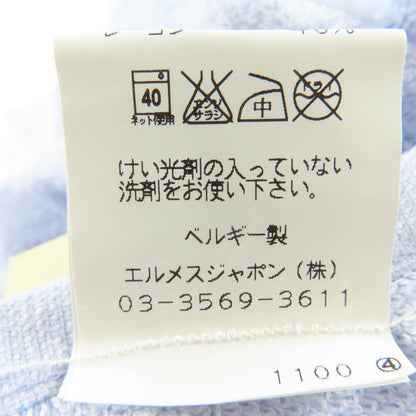 40
ネット使用
エンソ
サラシ
中
ドライ
けい光剤の入っていない
洗剤をお使い下さい。
ベルギー製
エルメスジャポン（株）
03-3569-3611
1100 ④